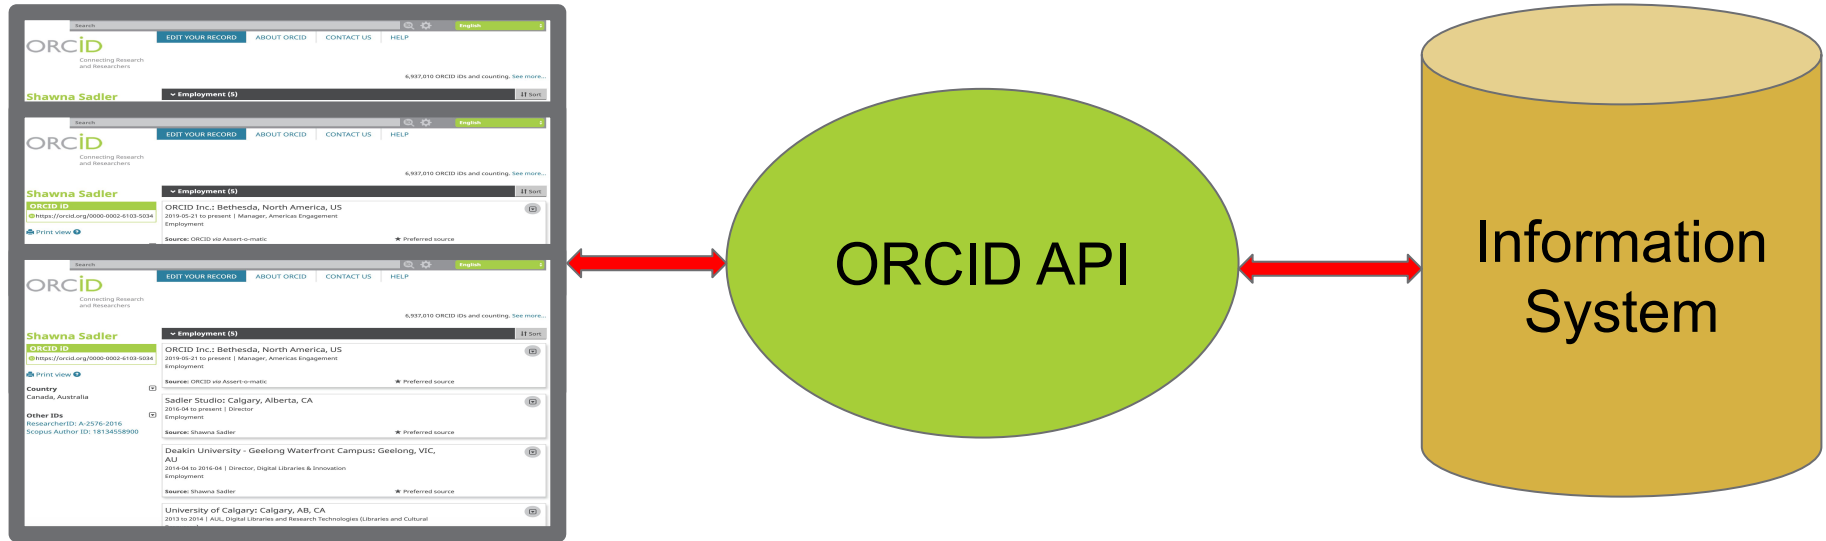 Search
English
ORCiD
EDIT YOUR RECORD ABOUT ORCID CONTACT US HELP
Connecting Research
and Researchers
6,937,010 ORCID iDs and counting. See more...
Shawna Sadler
Employment (5) Sort
Search
English
ORCiD
EDIT YOUR RECORD ABOUT ORCID CONTACT US HELP
Connecting Research
and Researchers
6,937,010 ORCID iDs and counting. See more...
Shawna Sadler
Employment (5) Sort
ORCID iD
https://orcid.org/0000-0002-6103-5034
Print view
ORCID Inc.: Bethesda, North America, US
2019-05-21 to present | Manager, Americas Engagement
Employment
Source: ORCID via Assert-o-matic ★ Preferred source
Search
English
ORCiD
EDIT YOUR RECORD ABOUT ORCID CONTACT US HELP
Connecting Research
and Researchers
6,937,010 ORCID iDs and counting. See more...
Shawna Sadler
Employment (5) Sort
ORCID iD
https://orcid.org/0000-0002-6103-5034
Print view
Country
Canada, Australia
Other IDs
ResearcherID: A-2576-2016
Scopus Author ID: 18134558900
ORCID Inc.: Bethesda, North America, US
2019-05-21 to present | Manager, Americas Engagement
Employment
Source: ORCID via Assert-o-matic ★ Preferred source
Sadler Studio: Calgary, Alberta, CA
2016-04 to present | Director
Employment
Source: Shawna Sadler ★ Preferred source
Deakin University - Geelong Waterfront Campus: Geelong, VIC,
AU
2014-04 to 2016-04 | Director, Digital Libraries & Innovation
Employment
Source: Shawna Sadler ★ Preferred source
University of Calgary: Calgary, AB, CA
2013 to 2014 | AUL, Digital Libraries and Research Technologies (Libraries and Cultural
ORCID API
Information
System